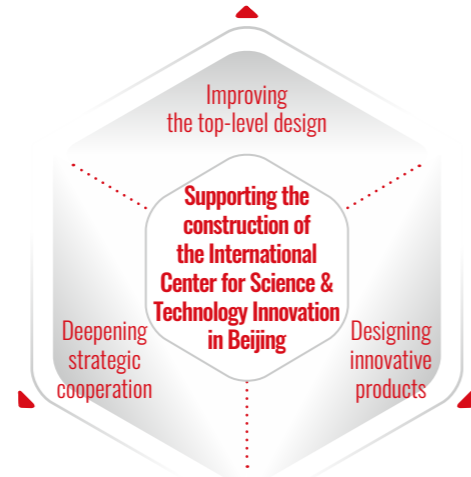 Improving
the top-level design
Supporting the
construction of
the International
Center for Science &
Technology Innovation
in Beijing
Deepening
strategic
cooperation
Designing
innovative
products